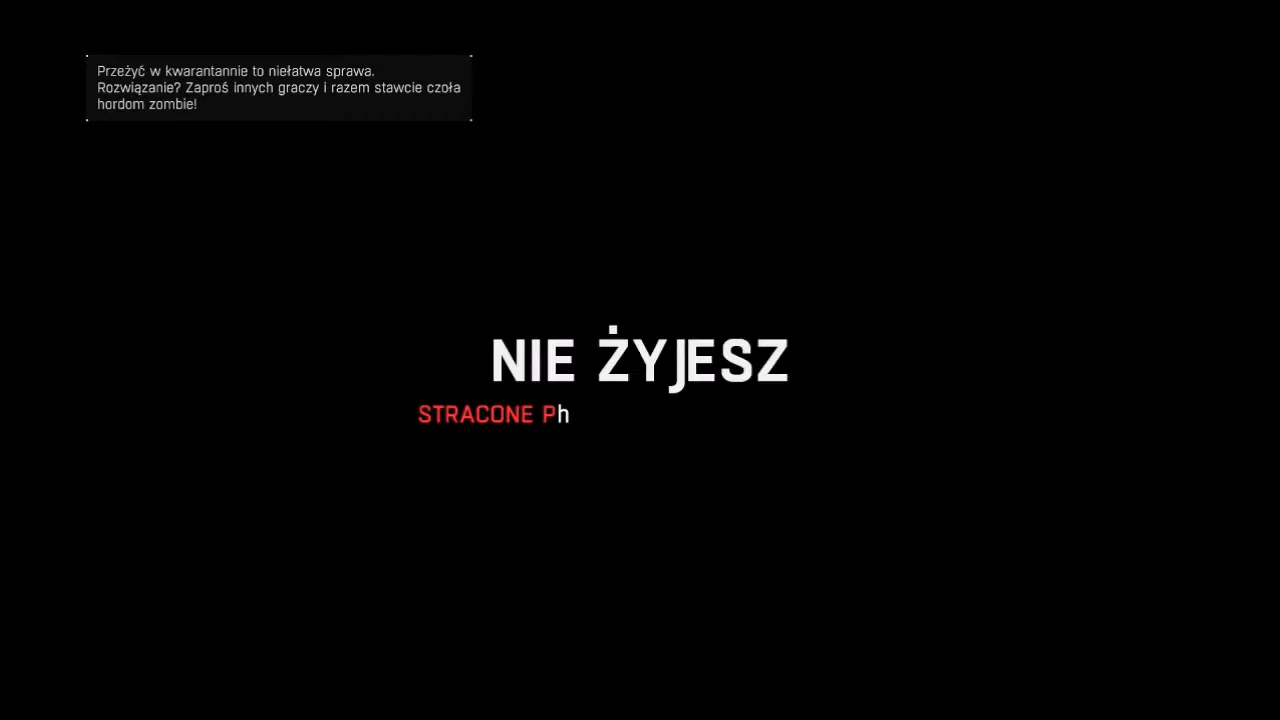 Przeżyć w kwarantannie to niełatwa sprawa.
Rozwiązanie? Zaproś innych graczy i razem stawcie czoła
hordom zombie!
NIE ŻYJESZ
STRACONE Ph